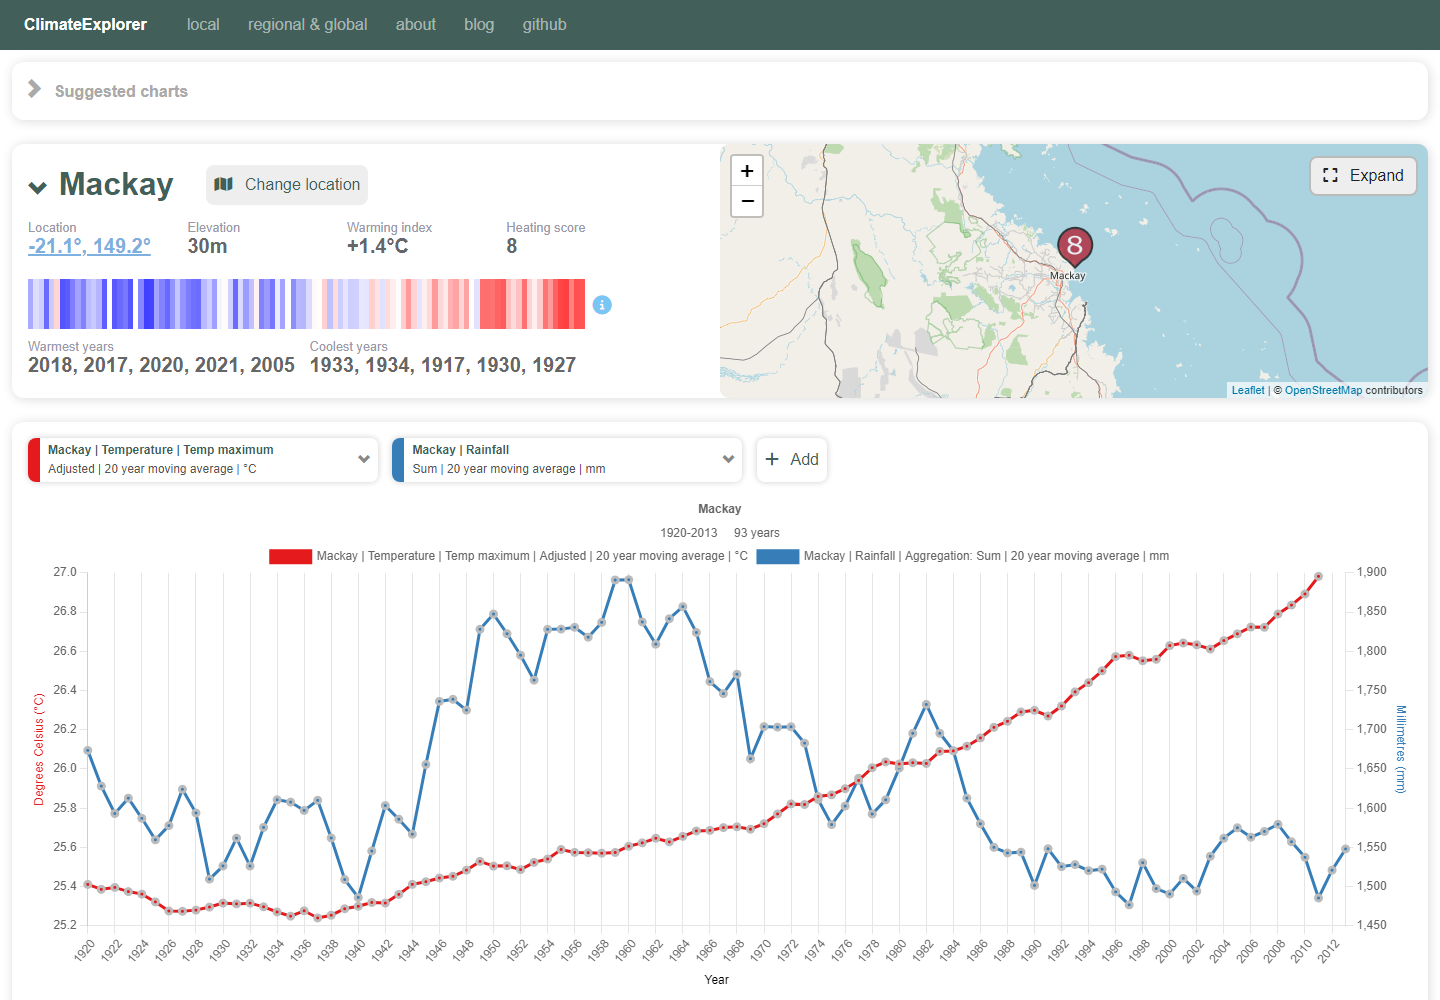 ClimateExplorer local regional & global about blog github
Suggested charts
Mackay Change location
Location Elevation Warming index Heating score
-21.1°, 149.2° 30m +1.4°C 8
Warmest years Coolest years
2018, 2017, 2020, 2021, 2005 1933, 1934, 1917, 1930, 1927
+
−
Expand
8
Mackay
Leaflet | © OpenStreetMap contributors
Mackay | Temperature | Temp maximum
Adjusted | 20 year moving average | °C
Mackay | Rainfall
Sum | 20 year moving average | mm
+ Add
Mackay
1920-2013 93 years
Mackay | Temperature | Temp maximum | Adjusted | 20 year moving average | °C Mackay | Rainfall | Aggregation: Sum | 20 year moving average | mm
27.0 1,900
26.8 1,850
26.6 1,800
26.4 1,750
26.2 1,700
26.0 1,650
25.8 1,600
25.6 1,550
25.4 1,500
25.2 1,450
Degrees Celsius (°C)
Millimetres (mm)
1920 1922 1924 1926 1928 1930 1932 1934 1936 1938 1940 1942 1944 1946 1948 1950 1952 1954 1956 1958 1960 1962 1964 1966 1968 1970 1972 1974 1976 1978 1980 1982 1984 1986 1988 1990 1992 1994 1996 1998 2000 2002 2004 2006 2008 2010 2012
Year